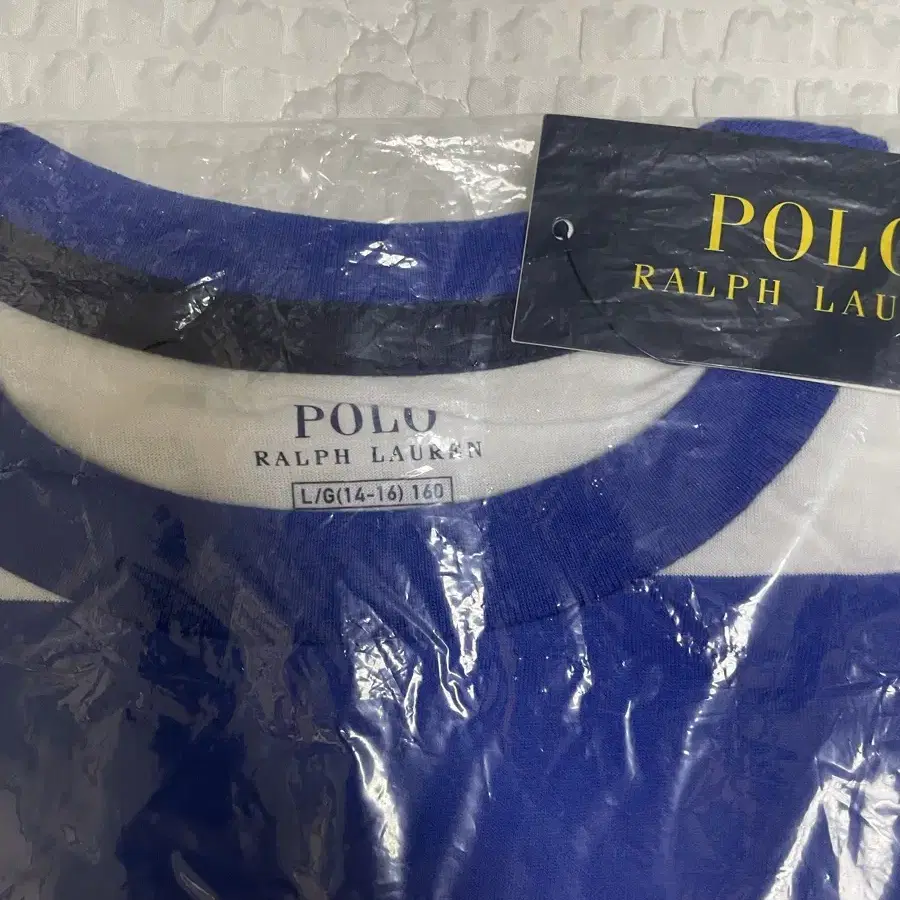 POLO
RALPH LAU
POLO
RALPH LAUREN
L/G(14-16) 160